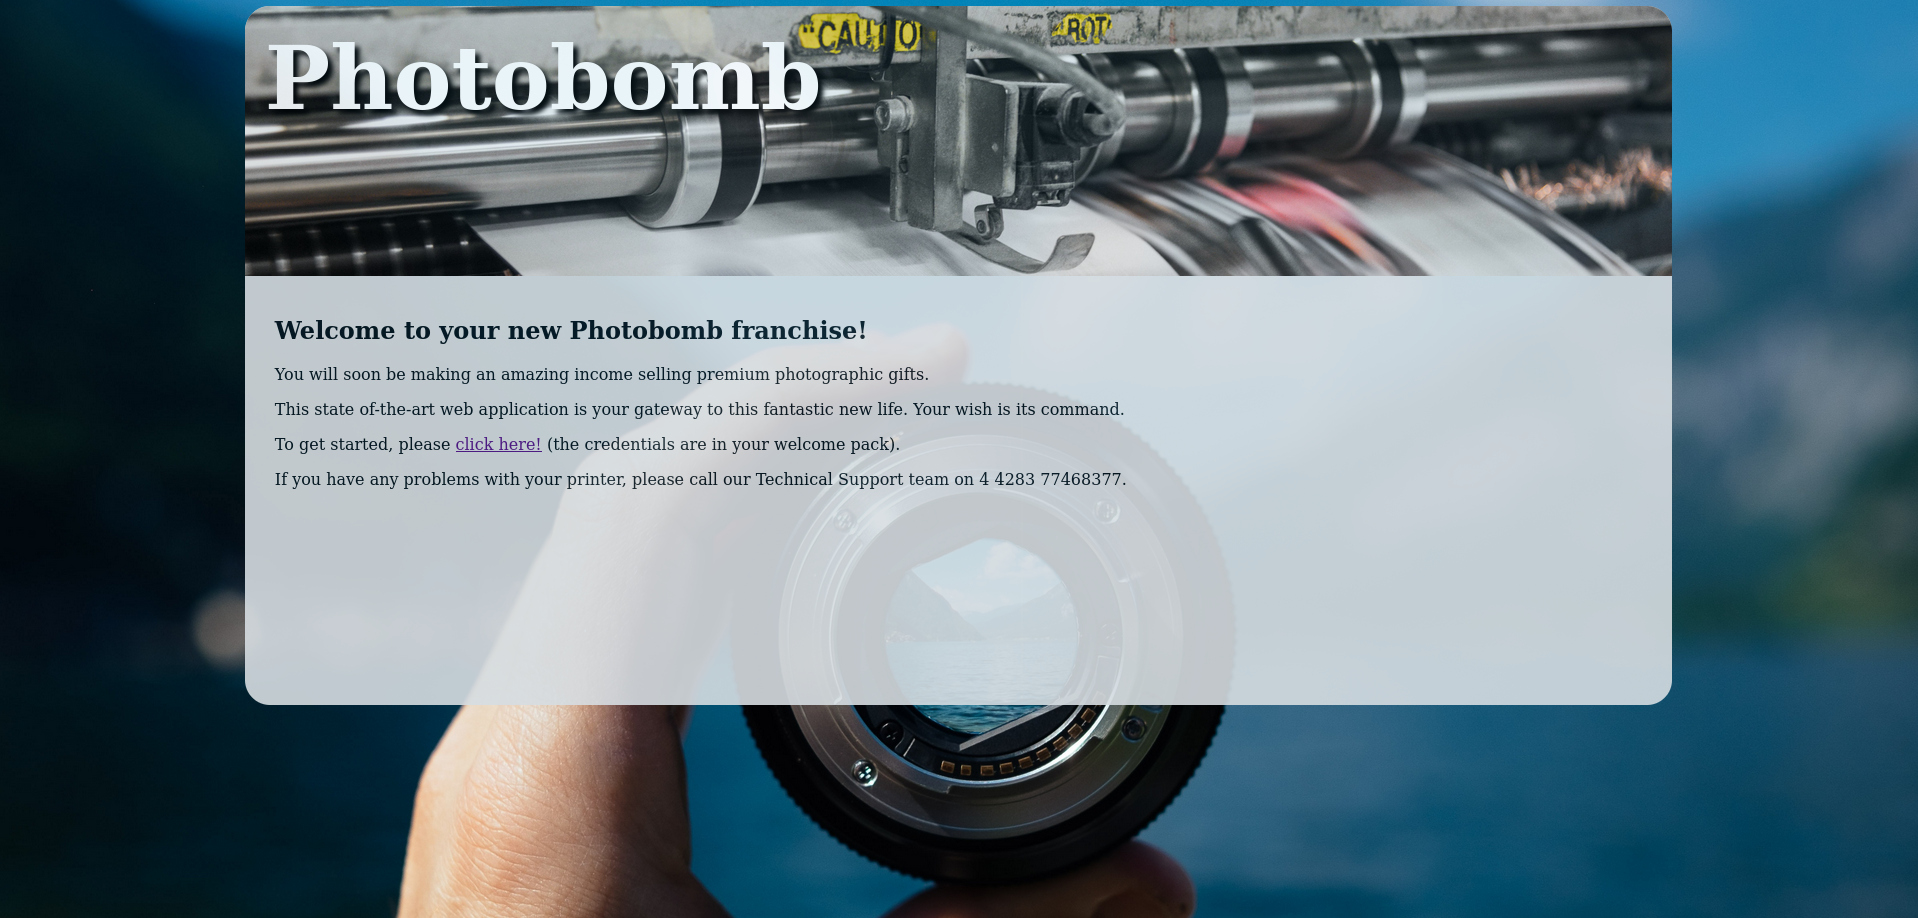 Photobomb
"CAUTIO
ROT
Welcome to your new Photobomb franchise!
You will soon be making an amazing income selling premium photographic gifts.
This state of-the-art web application is your gateway to this fantastic new life. Your wish is its command.
To get started, please click here! (the credentials are in your welcome pack).
If you have any problems with your printer, please call our Technical Support team on 4 4283 77468377.